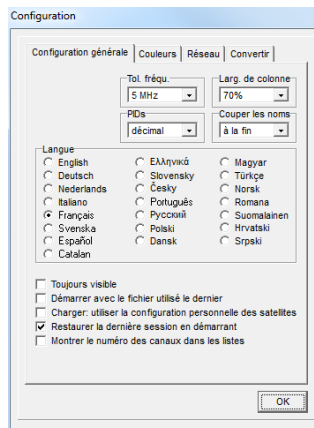 Configuration
Configuration générale Couleurs Réseau Convertir
Tol. fréqu. Larg. de colonne
5 MHz 70%
PIDs Couper les noms
décimal à la fin
Langue
English Ελληνικά Magyar
Deutsch Slovensky Türkçe
Nederlands Česky Norsk
Italiano Português Romana
Français Русский Suomalainen
Svenska Polski Hrvatski
Español Dansk Srpski
Catalan
Toujours visible
Démarrer avec le fichier utilisé le dernier
Charger: utiliser la configuration personelle des satellites
Restaurer la dernière session en démarrant
Montrer le numéro des canaux dans les listes
OK